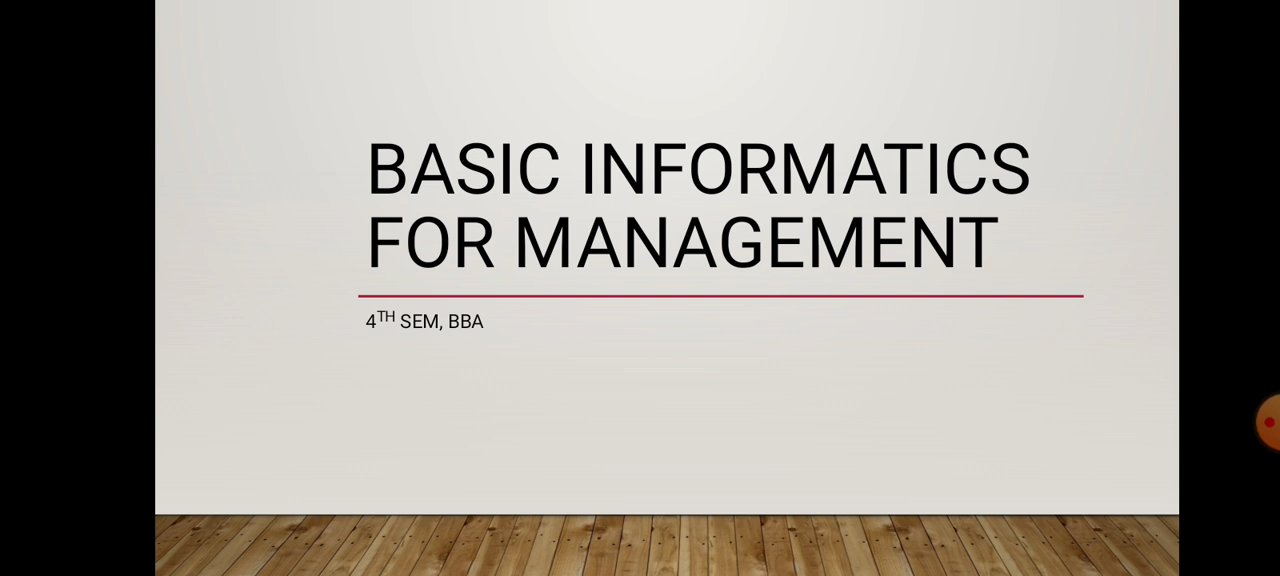 BASIC INFORMATICS
FOR MANAGEMENT
4TH SEM, BBA